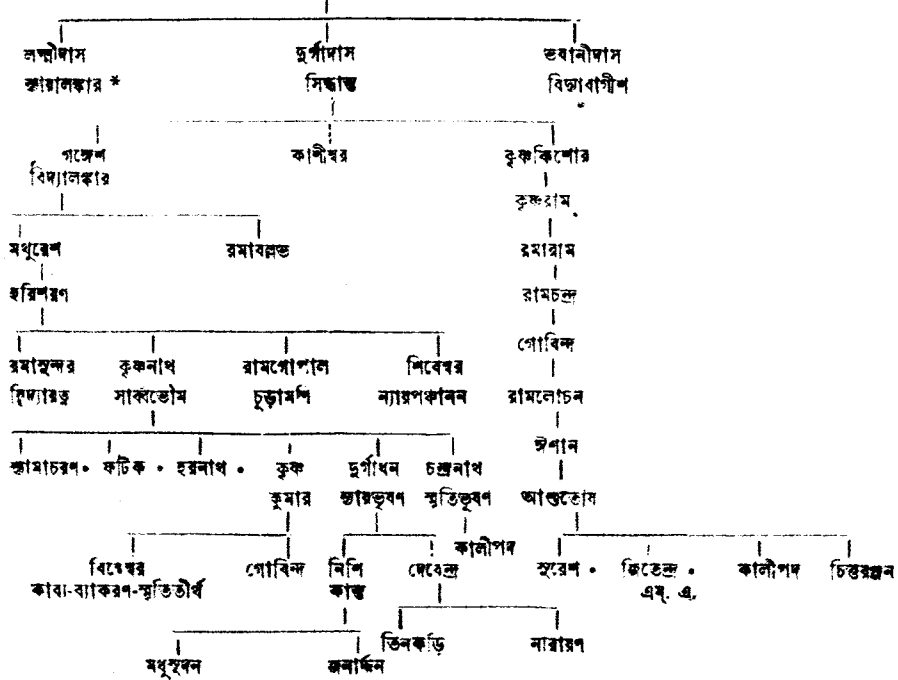 লক্ষ্মীদাস দুর্গাদাস ভবানীদাস
ন্যায়ালঙ্কার * সিদ্ধান্ত বিদ্যাবাগীশ
গঙ্গেশ কাশীশ্বর কৃষ্ণকিশোর
বিদ্যালঙ্কার
কৃষ্ণরাম
মথুরেশ রমাবল্লভ রমারাম
হরিশরণ রামচন্দ্র
গোবিন্দ
রমাসুন্দর কৃষ্ণনাথ রামগোপাল শিবেশ্বর
বিদ্যারত্ন সার্ব্বভৌম চূড়ামণি ন্যায়পঞ্চানন রামলোচন
ঈশান
শ্যামাচরণ • ফটিক • হরনাথ • কৃষ্ণ দুর্গাধন চন্দ্রনাথ
কুমার ন্যায়ভূষণ স্মৃতিভূষণ আশুতোষ
কালীপদ
বিশ্বেশ্বর গোবিন্দ নিশি দেবেন্দ্র সুরেশ • জিতেন্দ্র • কালীপদ চিত্তরঞ্জন
কাব্য-ব্যাকরণ-স্মৃতিতীর্থ কান্ত এম্. এ.
তিনকড়ি নারায়ণ
মধুসূদন জনার্দ্দন